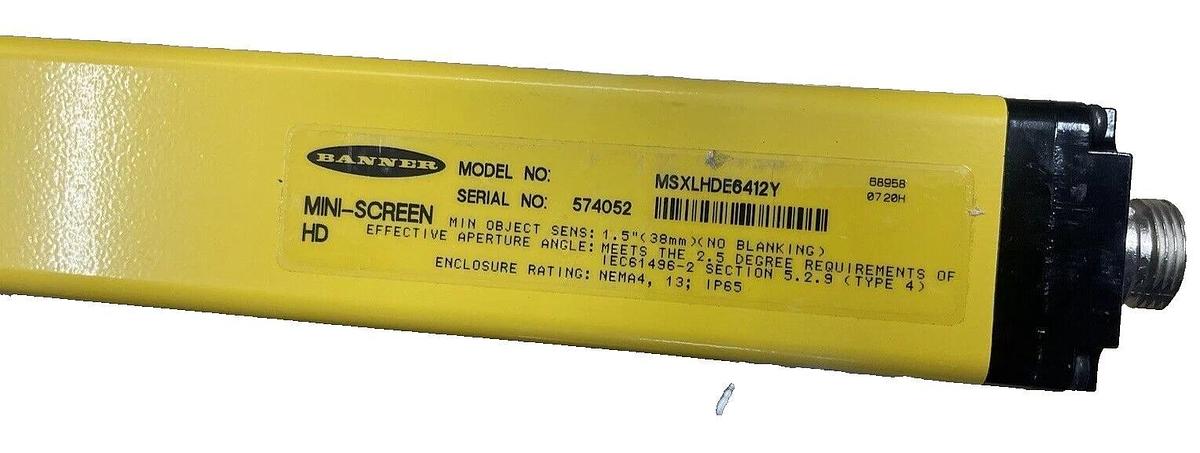 BANNER
MODEL NO: MSXLHDE6412Y
68958
SERIAL NO: 574052
0720H
MINI-SCREEN
HD
MIN OBJECT SENS: 1.5"(38mm)(NO BLANKING)
EFFECTIVE APERTURE ANGLE: MEETS THE 2.5 DEGREE REQUIREMENTS OF
IEC61496-2 SECTION 5.2.9 (TYPE 4)
ENCLOSURE RATING: NEMA4, 13; IP65